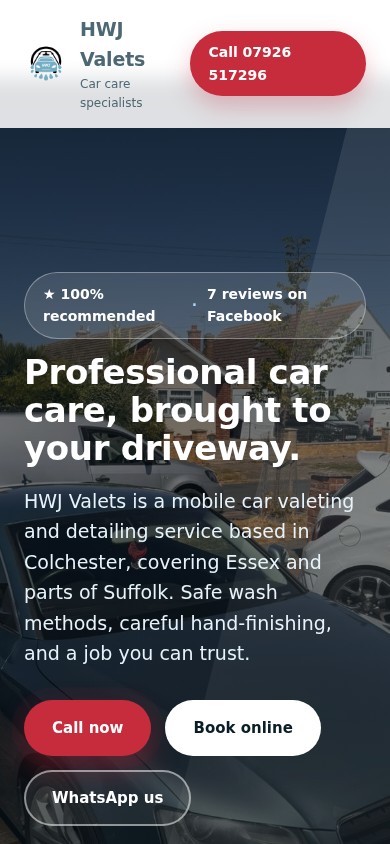 HWJ
Valets
Car care
specialists
Call 07926
517296
★ 100%
recommended
·
7 reviews on
Facebook
Professional car
care, brought to
your driveway.
HWJ Valets is a mobile car valeting
and detailing service based in
Colchester, covering Essex and
parts of Suffolk. Safe wash
methods, careful hand-finishing,
and a job you can trust.
Call now
Book online
WhatsApp us